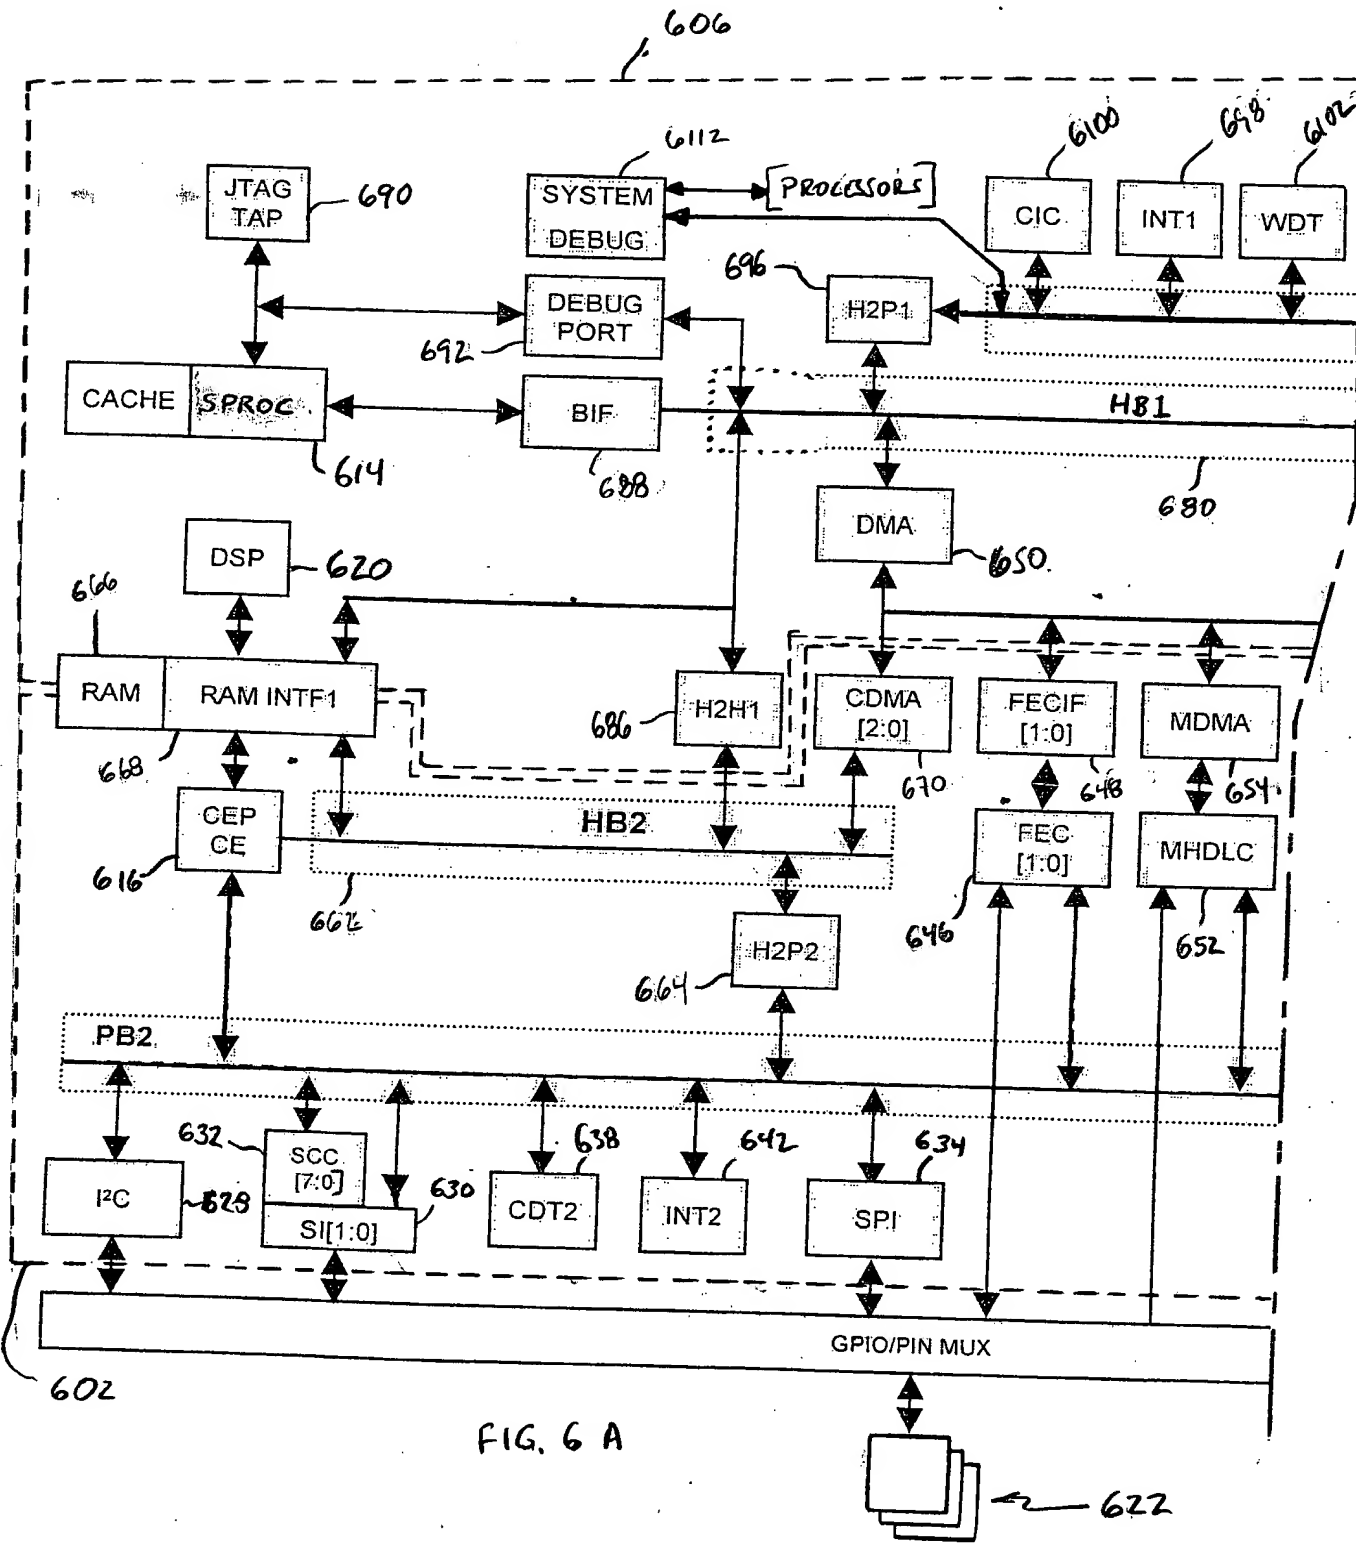 606
6112
6100
698
6102
JTAG
TAP
690
SYSTEM
DEBUG
[PROCESSORS]
CIC
INT1
WDT
696
H2P1
DEBUG
PORT
692
CACHE
SPROC
BIF
HB1
614
688
680
DMA
650
DSP
620
666
RAM
RAM INTF1
668
H2H1
686
CDMA
[2:0]
670
FECIF
[1:0]
648
MDMA
654
CEP
CE
616
HB2
662
FEC
[1:0]
646
MHDLC
652
H2P2
664
PB2
632
SCC
[7:0]
638
642
634
I²C
628
SI[1:0]
630
CDT2
INT2
SPI
GPIO/PIN MUX
602
FIG. 6 A
622